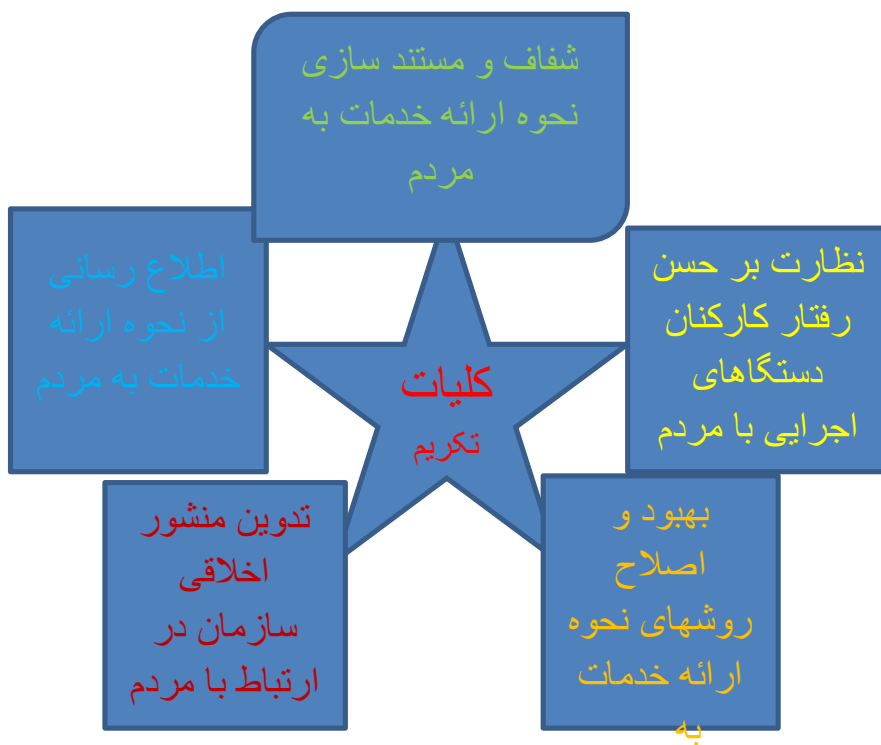 شفاف و مستند سازی
نحوه ارائه خدمات به
مردم
نظارت بر حسن
رفتار کارکنان
دستگاهای
اجرایی با مردم
اطلاع رسانی
از نحوه ارائه
خدمات به مردم
کلیات
تکریم
بهبود و
اصلاح
روشهای نحوه
ارائه خدمات
به
تدوین منشور
اخلاقی
سازمان در
ارتباط با مردم